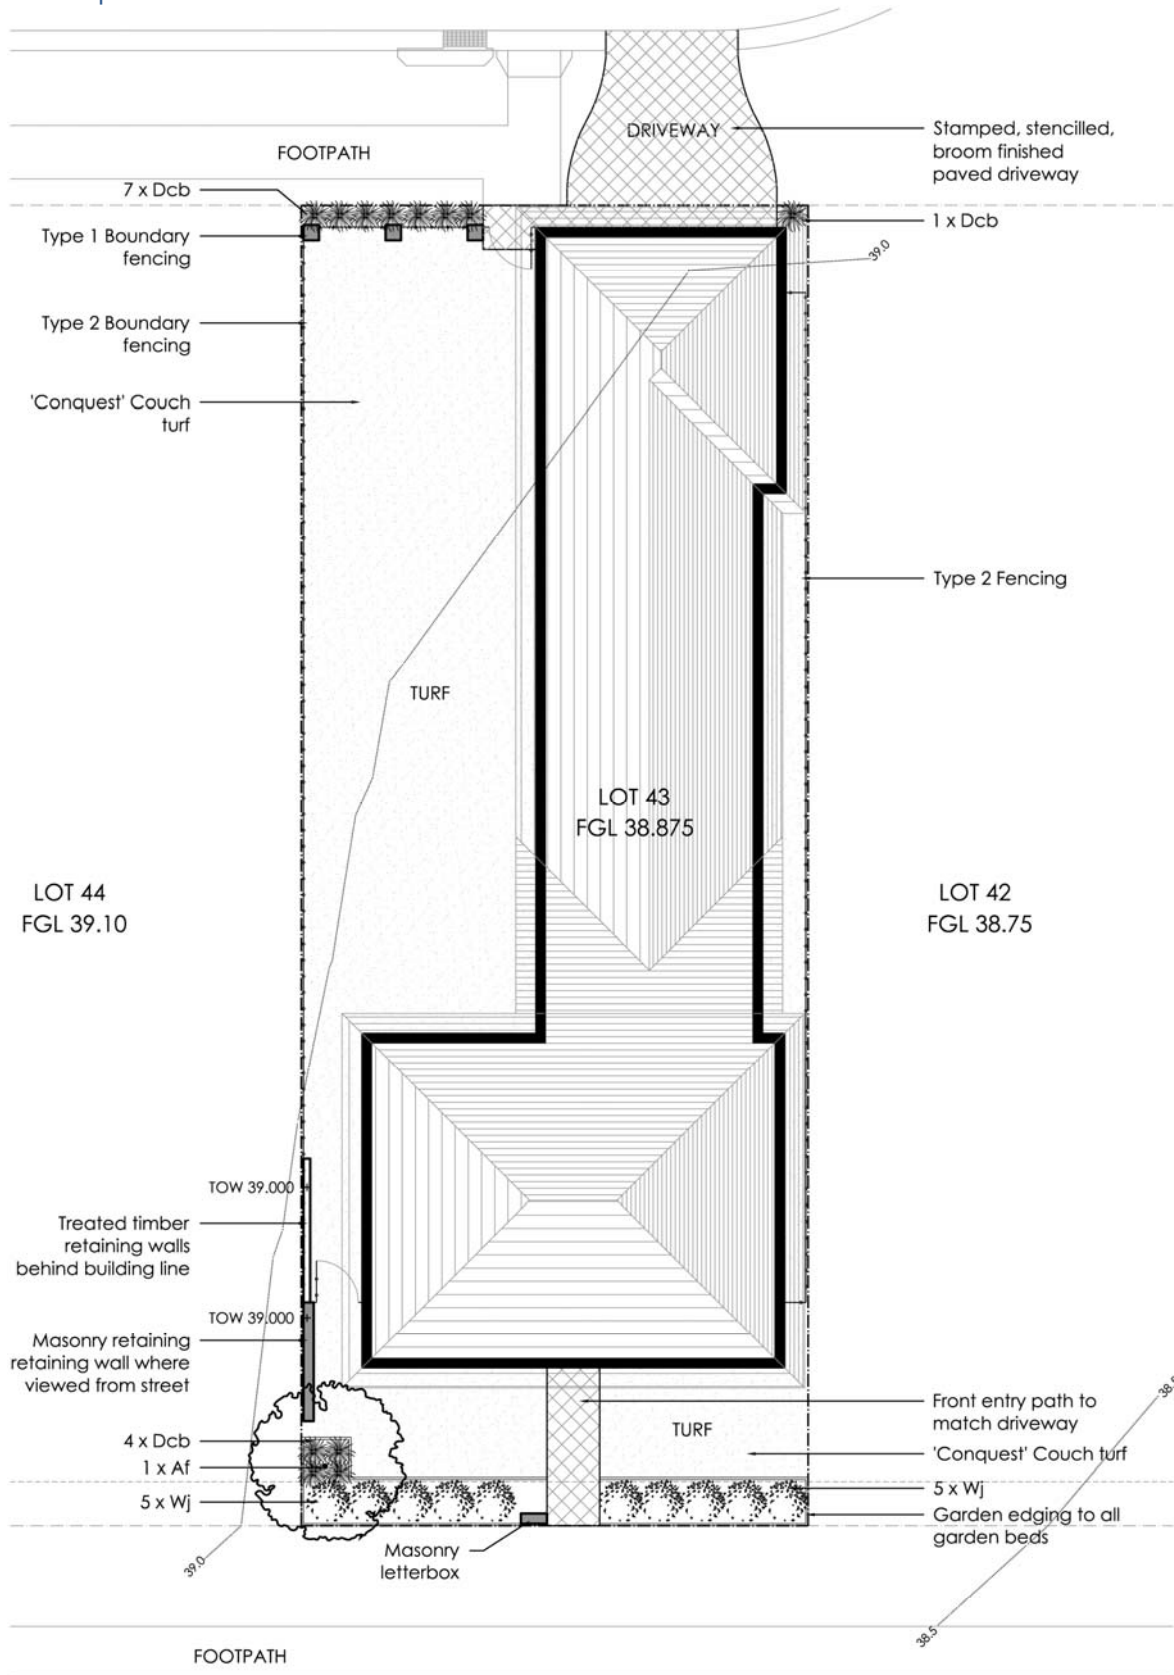 DRIVEWAY
Stamped, stencilled,
broom finished
paved driveway
FOOTPATH
7 x Dcb
1 x Dcb
Type 1 Boundary
fencing
39.0
Type 2 Boundary
fencing
'Conquest' Couch
turf
Type 2 Fencing
TURF
LOT 43
FGL 38.875
LOT 44
FGL 39.10
LOT 42
FGL 38.75
TOW 39.000
Treated timber
retaining walls
behind building line
TOW 39.000
Masonry retaining
retaining wall where
viewed from street
Front entry path to
match driveway
TURF
4 x Dcb
'Conquest' Couch turf
1 x Af
5 x Wj
5 x Wj
Garden edging to all
garden beds
Masonry
letterbox
39.0
38.5
FOOTPATH